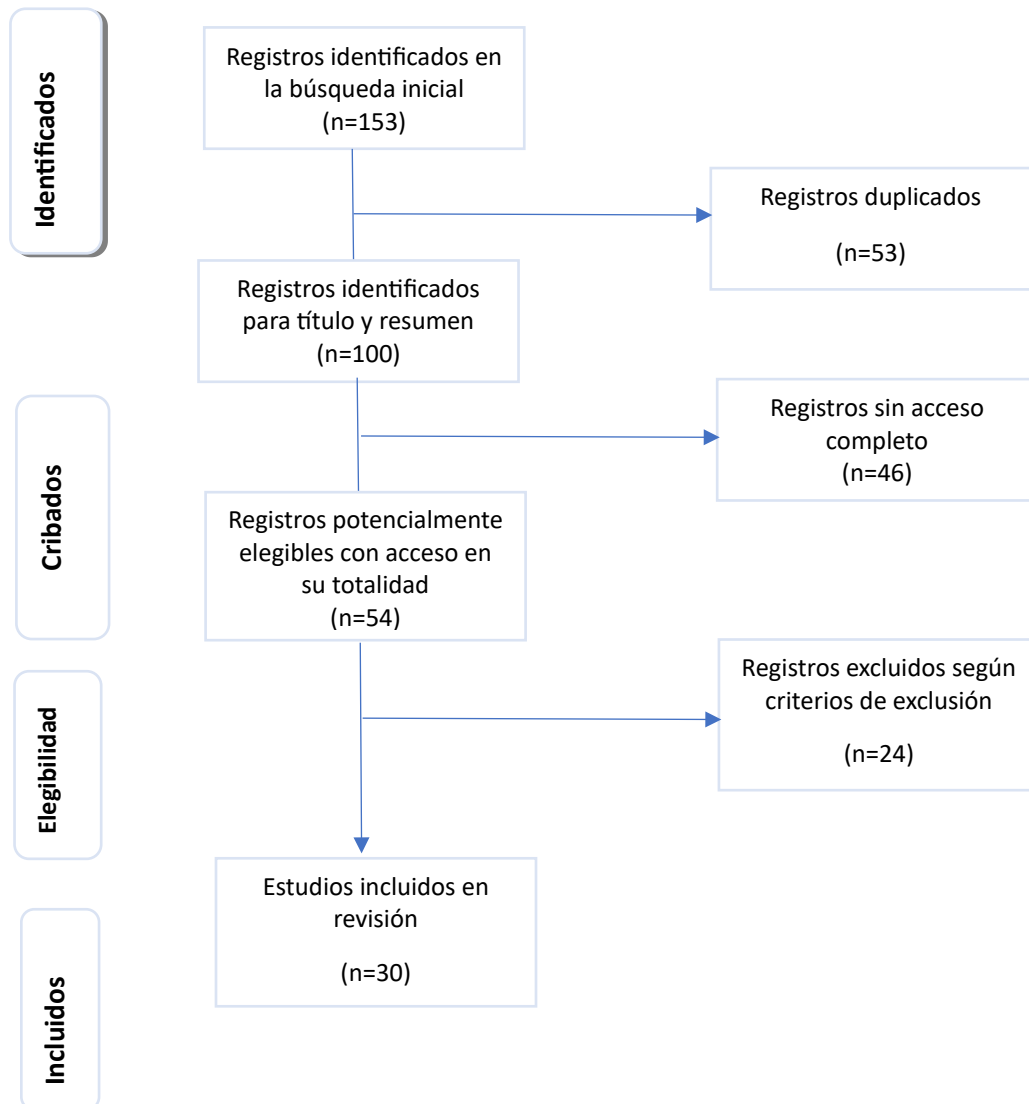 Identificados
Registros identificados en
la búsqueda inicial
(n=153)
Registros duplicados
(n=53)
Registros identificados
para título y resumen
(n=100)
Cribados
Registros sin acceso
completo
(n=46)
Registros potencialmente
elegibles con acceso en
su totalidad
(n=54)
Elegibilidad
Registros excluidos según
criterios de exclusión
(n=24)
Estudios incluidos en
revisión
(n=30)
Incluidos